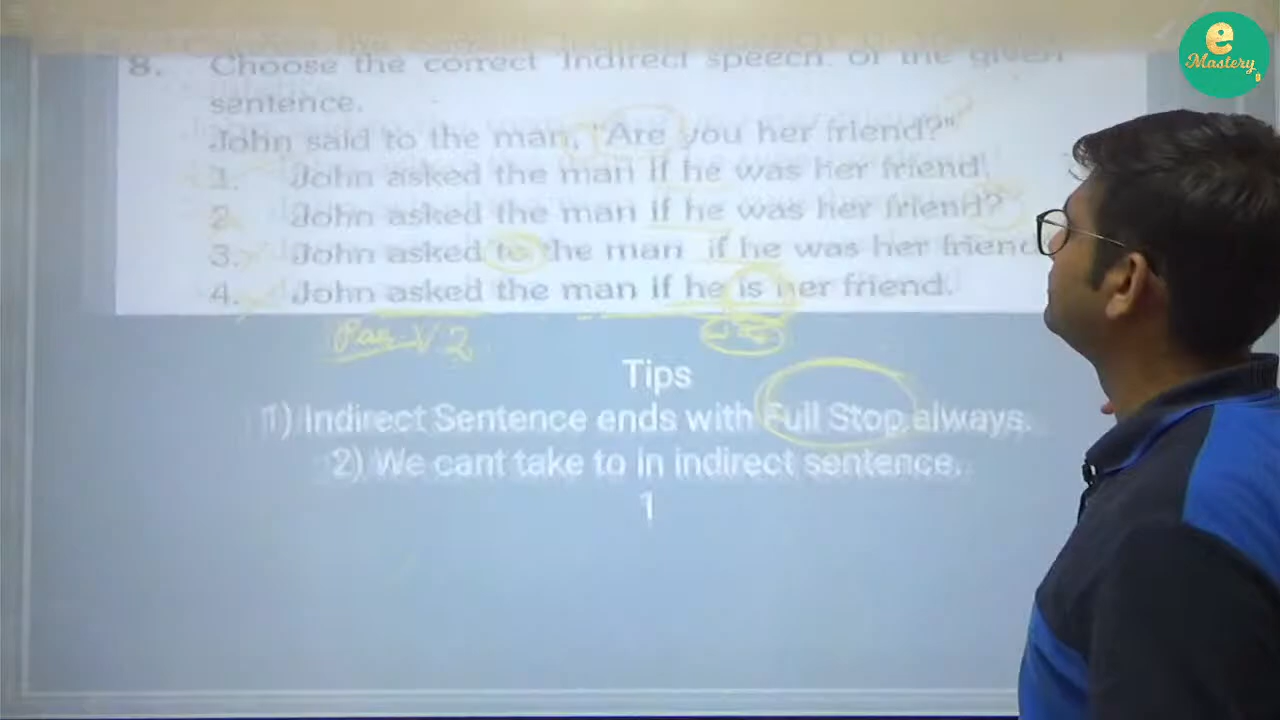 e
Mastery
8. Choose the correct Indirect speech of the given
sentence.
John said to the man, "Are you her friend?"
1. John asked the man if he was her friend.
2. John asked the man if he was her friend?
3. John asked to the man if he was her friend
4. John asked the man if he is her friend.
V2
Tips
1) Indirect Sentence ends with Full Stop always.
2) We cant take to in indirect sentence.
1